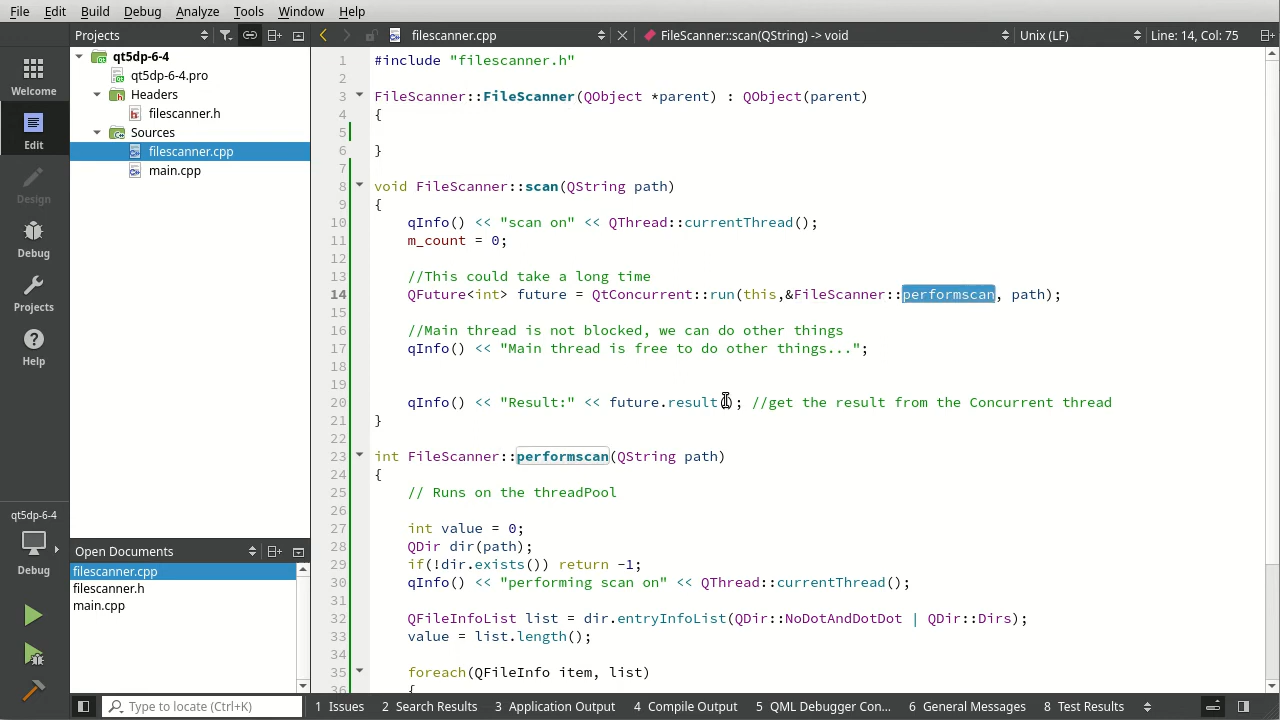 File Edit Build Debug Analyze Tools Window Help
Projects filescanner.cpp FileScanner::scan(QString) -> void Unix (LF) Line: 14, Col: 75
Welcome
Edit
Design
Debug
Projects
Help
qt5dp-6-4
Debug
qt5dp-6-4
qt5dp-6-4.pro
Headers
filescanner.h
Sources
filescanner.cpp
main.cpp
Open Documents
filescanner.cpp
filescanner.h
main.cpp
1 #include "filescanner.h"
2
3 FileScanner::FileScanner(QObject *parent) : QObject(parent)
4 {
5
6 }
7
8 void FileScanner::scan(QString path)
9 {
10 qInfo() << "scan on" << QThread::currentThread();
11 m_count = 0;
12
13 //This could take a long time
14 QFuture<int> future = QtConcurrent::run(this,&FileScanner::performscan, path);
15
16 //Main thread is not blocked, we can do other things
17 qInfo() << "Main thread is free to do other things...";
18
19
20 qInfo() << "Result:" << future.result(); //get the result from the Concurrent thread
21 }
22
23 int FileScanner::performscan(QString path)
24 {
25 // Runs on the threadPool
26
27 int value = 0;
28 QDir dir(path);
29 if(!dir.exists()) return -1;
30 qInfo() << "performing scan on" << QThread::currentThread();
31
32 QFileInfoList list = dir.entryInfoList(QDir::NoDotAndDotDot | QDir::Dirs);
33 value = list.length();
34
35 foreach(QFileInfo item, list)
36 {
Type to locate (Ctrl+K) 1 Issues 2 Search Results 3 Application Output 4 Compile Output 5 QML Debugger Con... 6 General Messages 8 Test Results